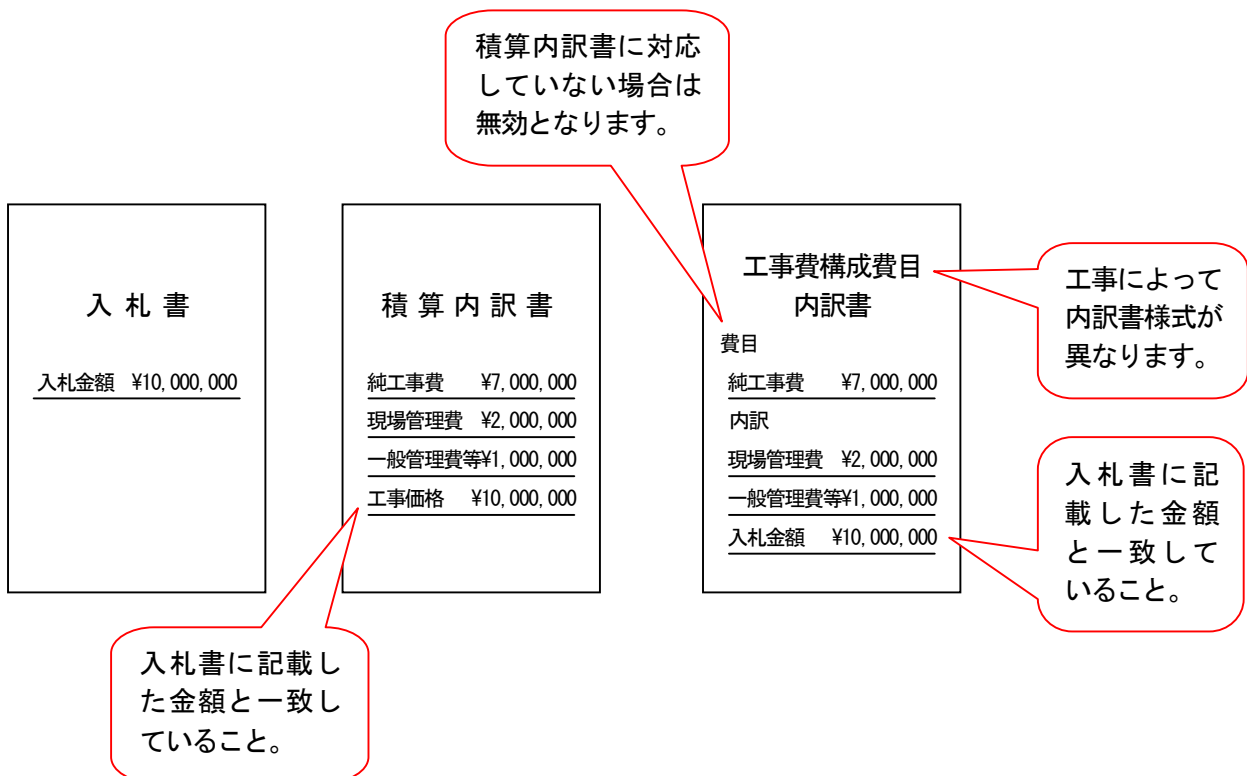 積算内訳書に対応
していない場合は
無効となります。
入札書
入札金額 ¥10,000,000
積算内訳書
純工事費 ¥7,000,000
現場管理費 ¥2,000,000
一般管理費等¥1,000,000
工事価格 ¥10,000,000
工事費構成費目
内訳書
費目
純工事費 ¥7,000,000
内訳
現場管理費 ¥2,000,000
一般管理費等¥1,000,000
入札金額 ¥10,000,000
工事によって
内訳書様式が
異なります。
入札書に記
載した金額
と一致して
いること。
入札書に記載し
た金額と一致し
ていること。